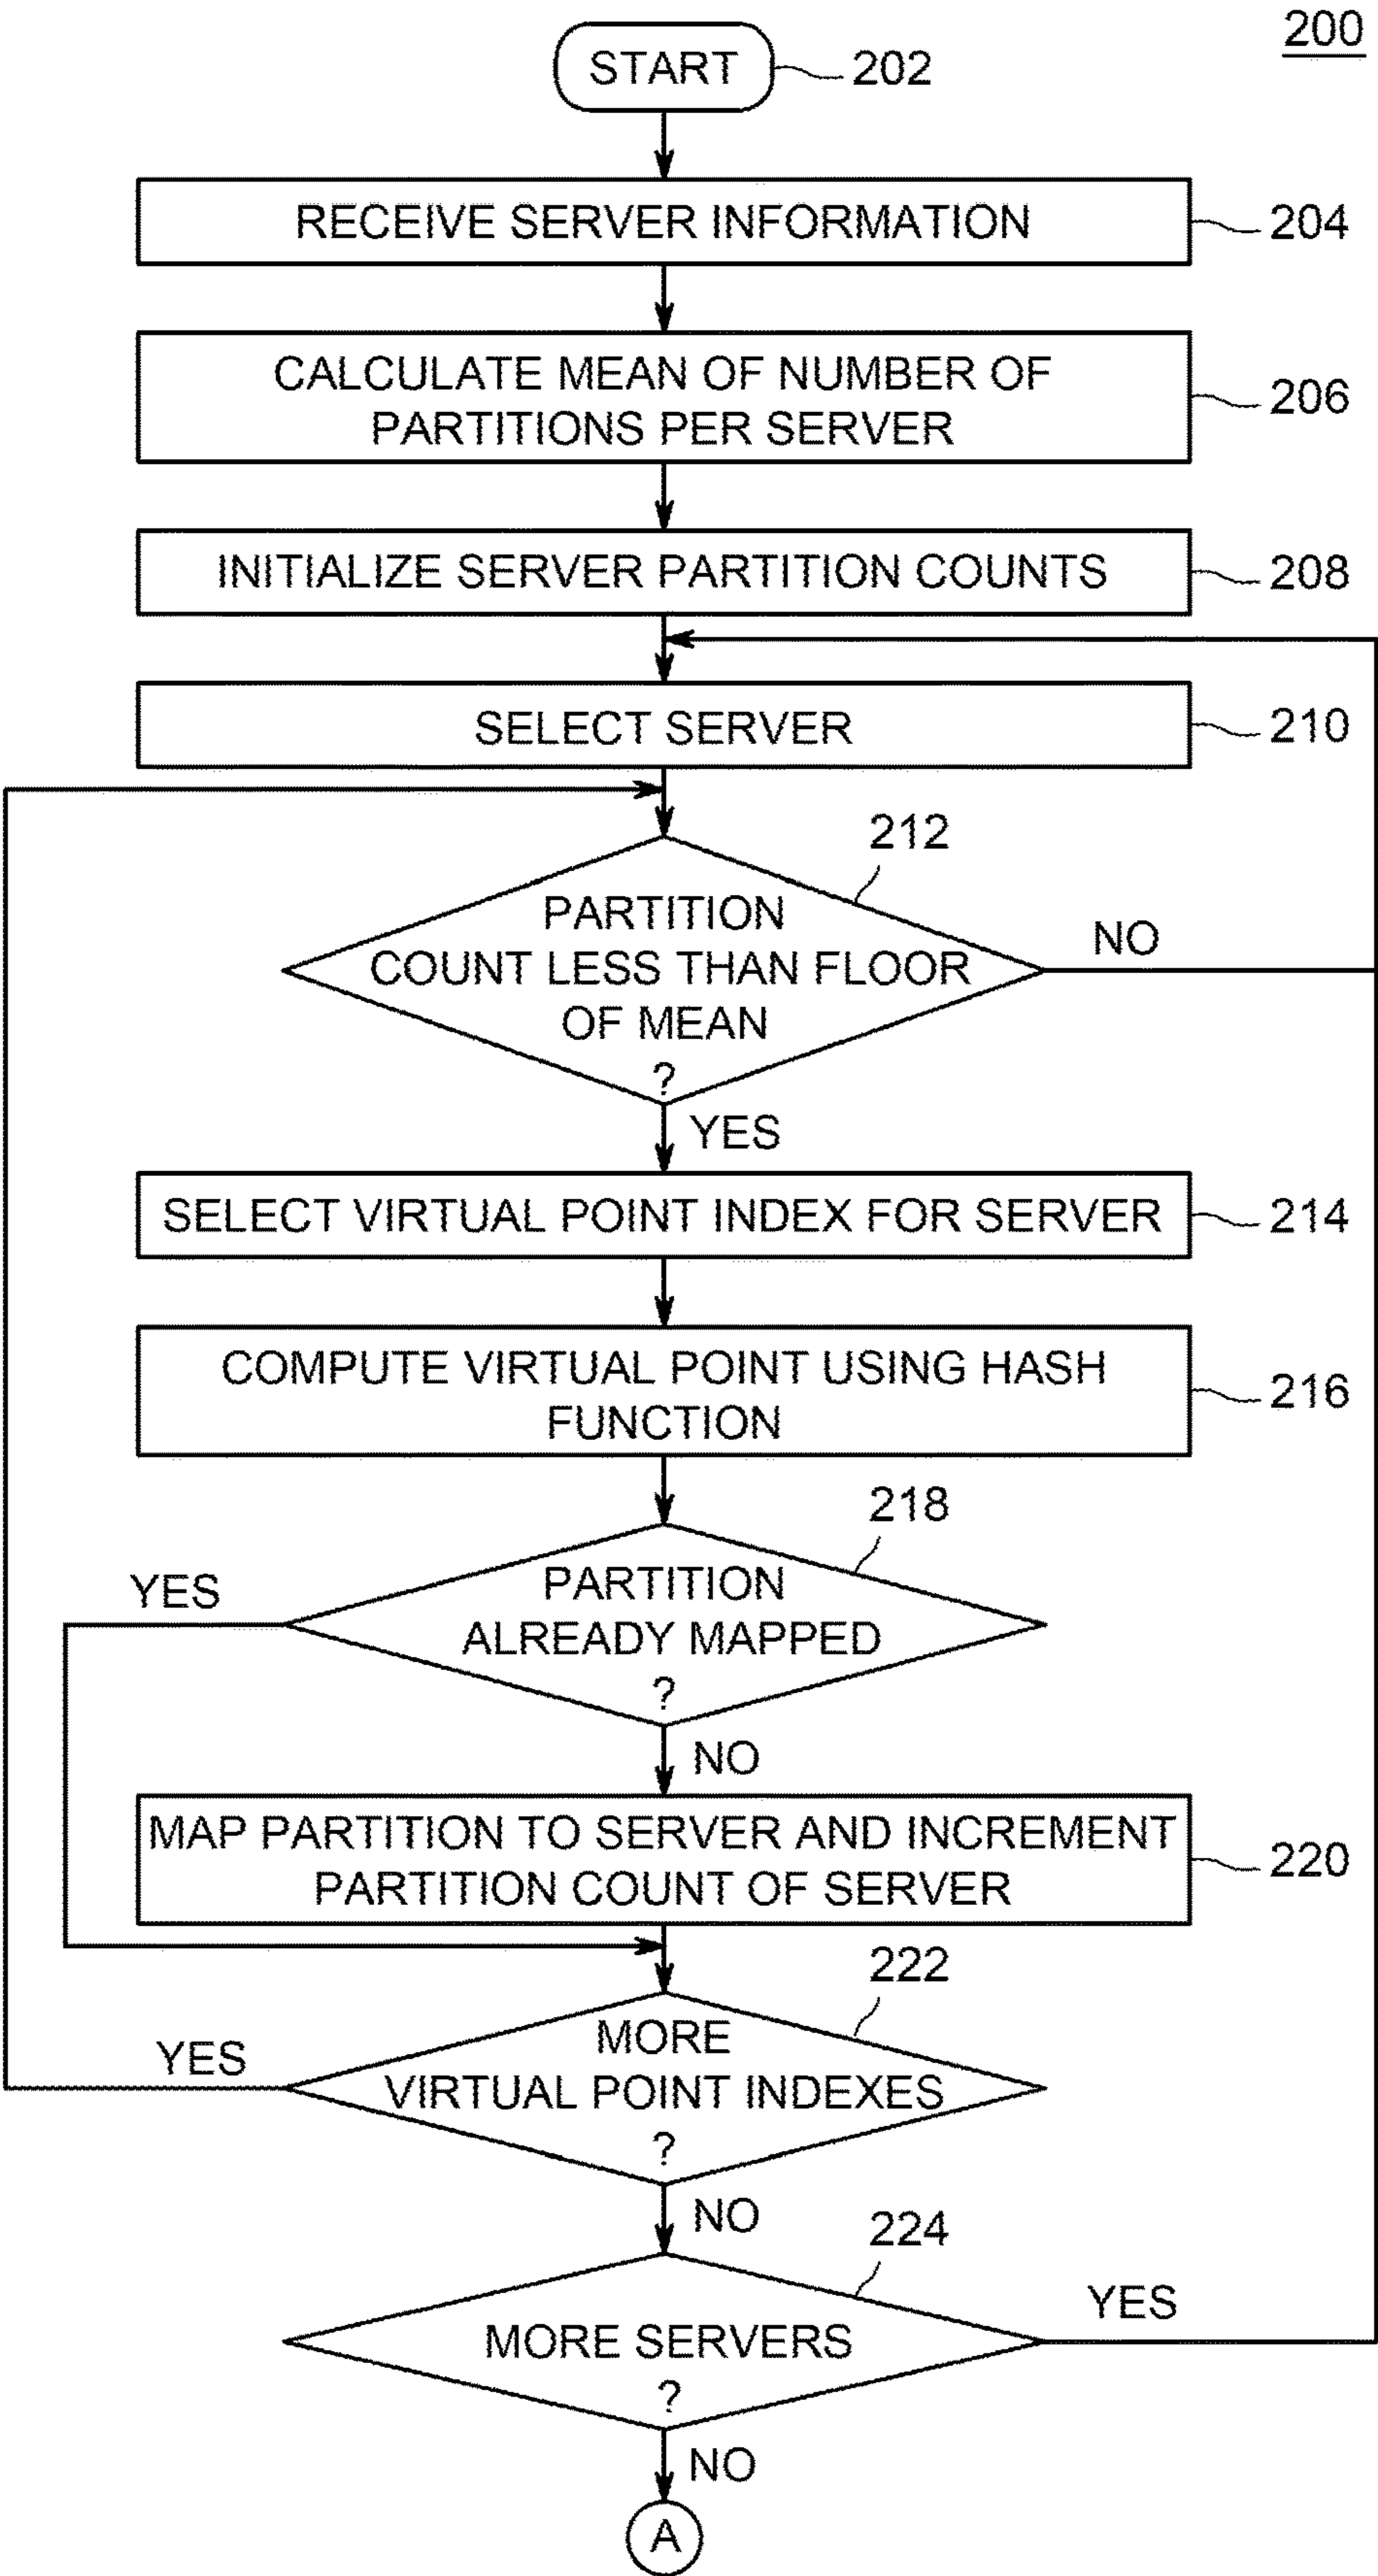 200
START
202
RECEIVE SERVER INFORMATION
204
CALCULATE MEAN OF NUMBER OF
PARTITIONS PER SERVER
206
INITIALIZE SERVER PARTITION COUNTS
208
SELECT SERVER
210
212
PARTITION
COUNT LESS THAN FLOOR
OF MEAN
?
NO
YES
SELECT VIRTUAL POINT INDEX FOR SERVER
214
COMPUTE VIRTUAL POINT USING HASH
FUNCTION
216
218
PARTITION
ALREADY MAPPED
?
YES
NO
MAP PARTITION TO SERVER AND INCREMENT
PARTITION COUNT OF SERVER
220
222
MORE
VIRTUAL POINT INDEXES
?
YES
NO
224
MORE SERVERS
?
YES
NO
A